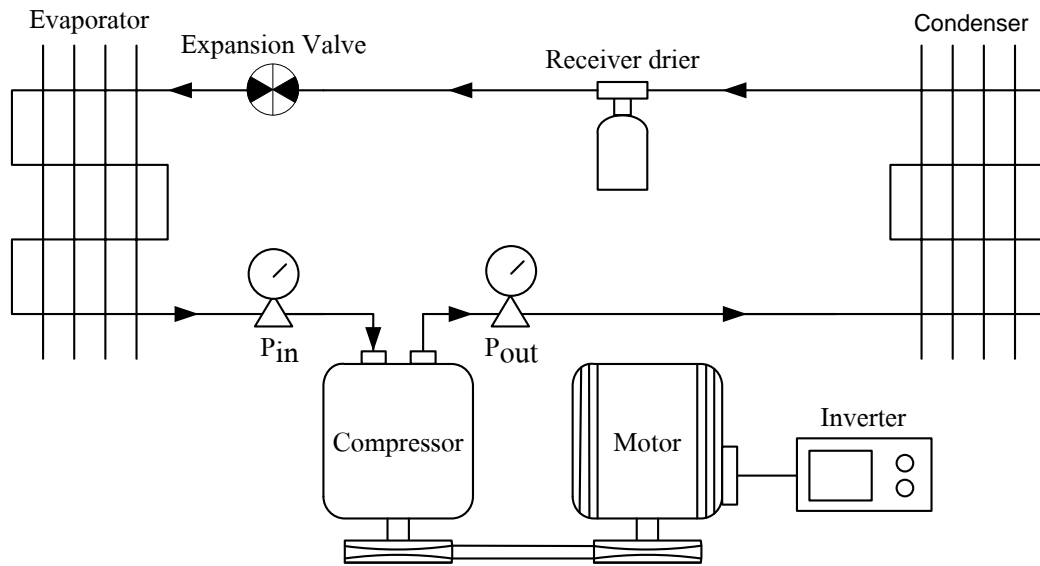 Evaporator
Expansion Valve
Receiver drier
Condenser
Pin
Pout
Compressor
Motor
Inverter